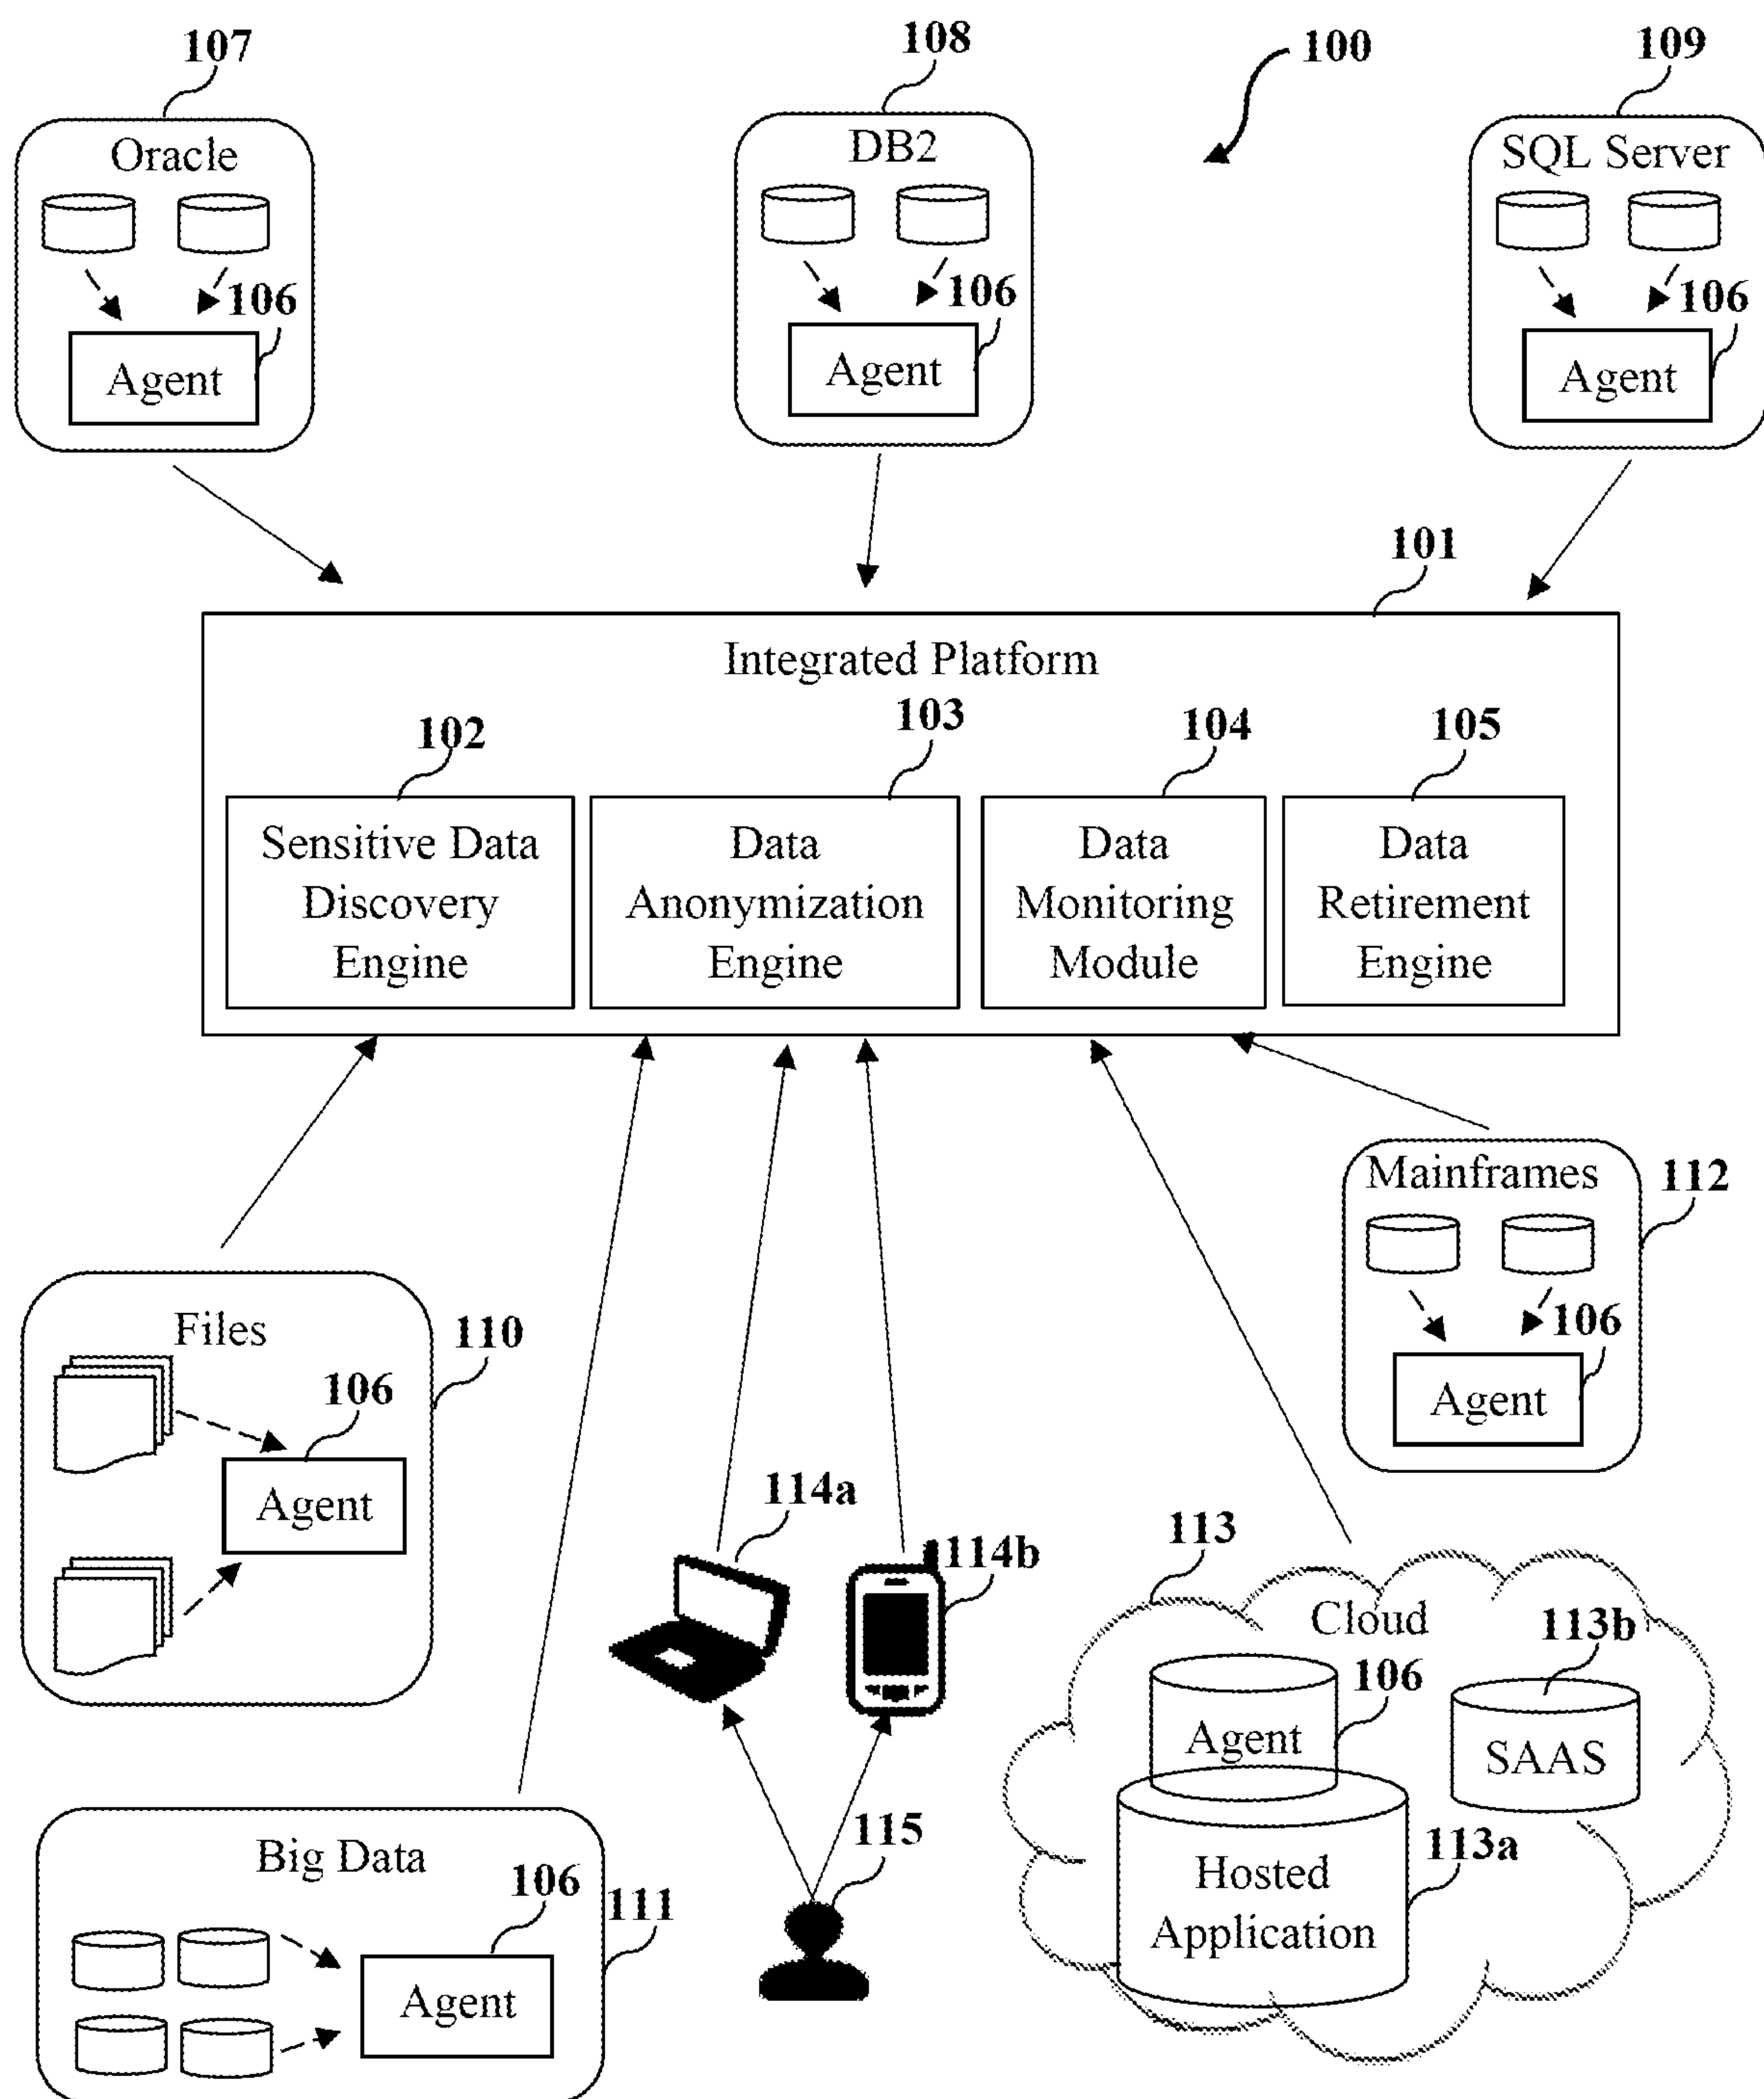 107
108
100
109
Oracle
DB2
SQL Server
106
106
106
Agent
Agent
Agent
101
Integrated Platform
102
103
104
105
Sensitive Data
Discovery
Engine
Data
Anonymization
Engine
Data
Monitoring
Module
Data
Retirement
Engine
Mainframes
112
106
Agent
Files
110
106
Agent
114a
114b
113
Cloud
113b
106
Agent
SAAS
115
113a
Hosted
Application
Big Data
106
111
Agent